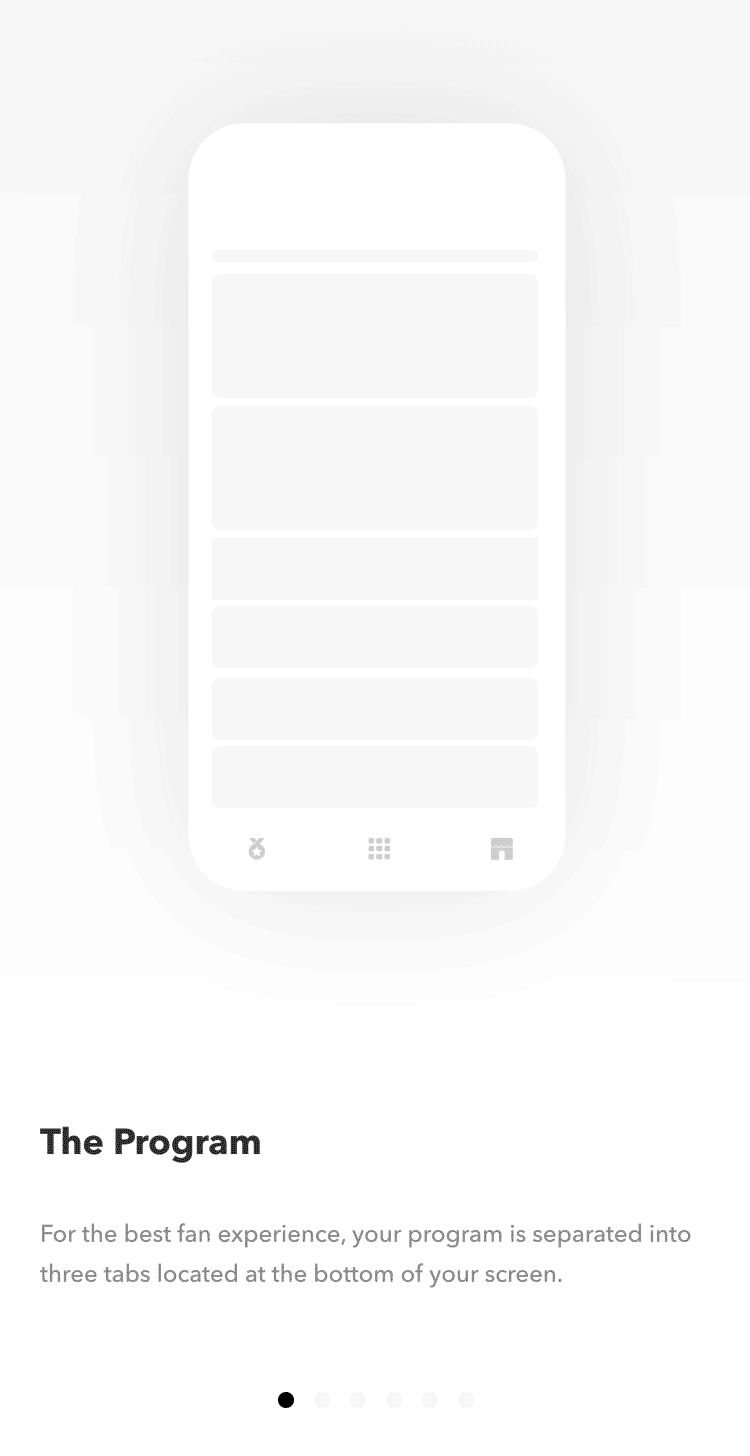 The Program
For the best fan experience, your program is separated into
three tabs located at the bottom of your screen.